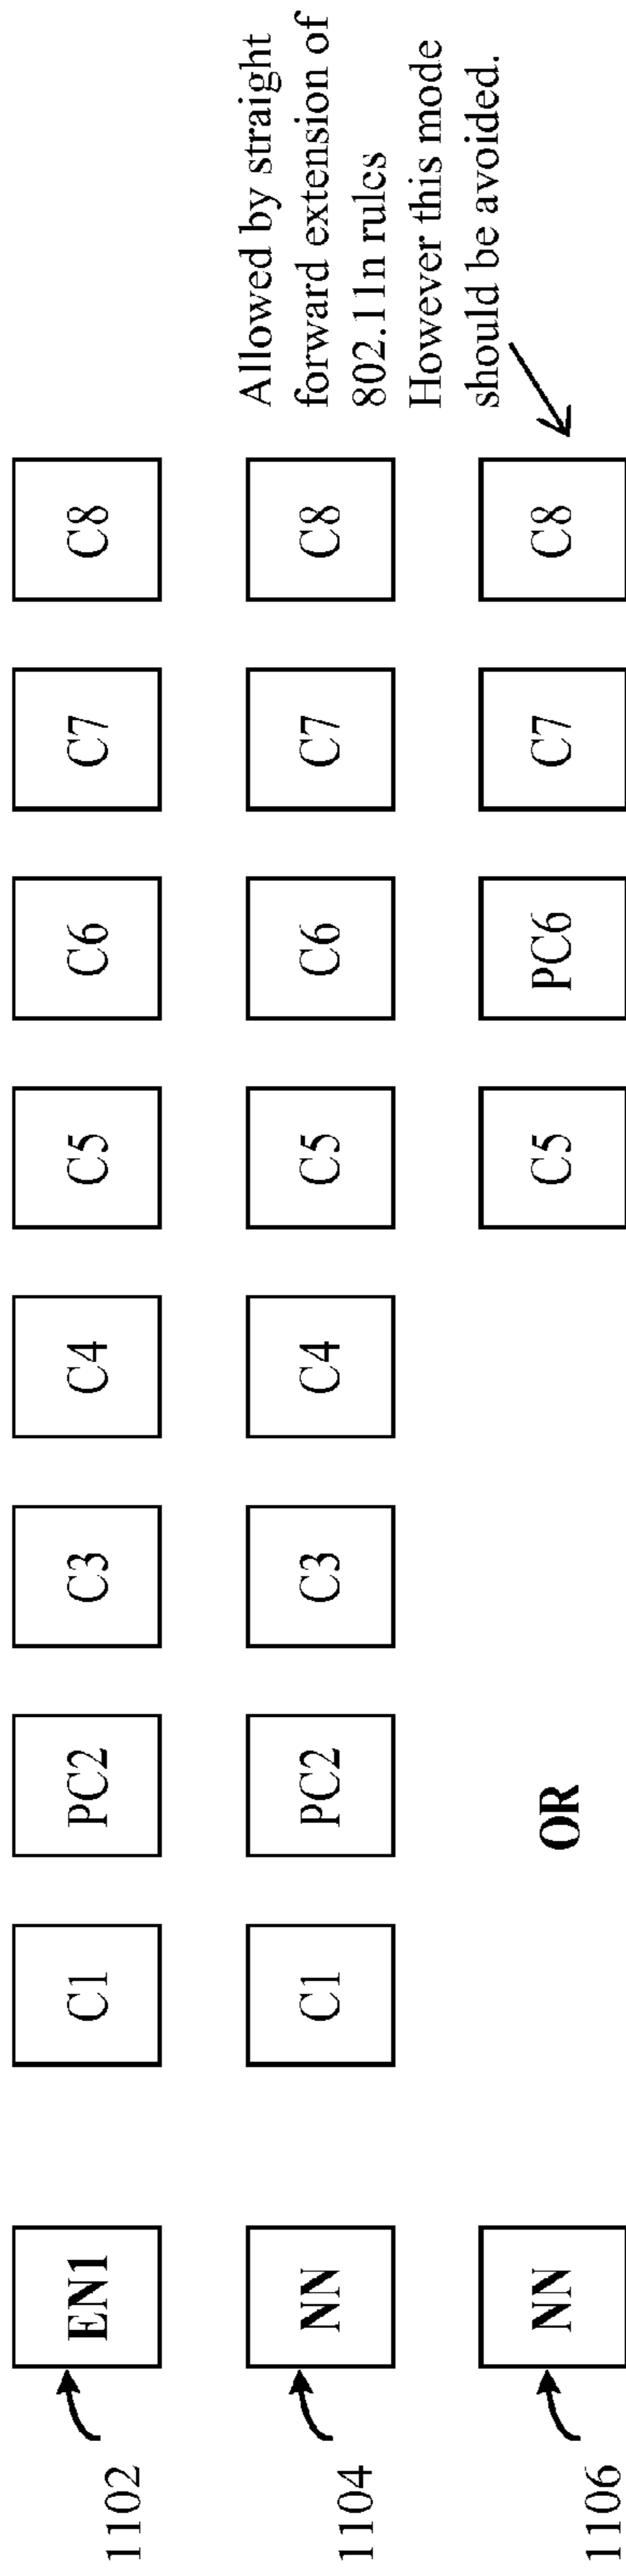 1102 EN1 C1 PC2 C3 C4 C5 C6 C7 C8
1104 NN C1 PC2 C3 C4 C5 C6 C7 C8
Allowed by straight
forward extension of
802.11n rules
However this mode
should be avoided.
1106 NN OR C5 PC6 C7 C8